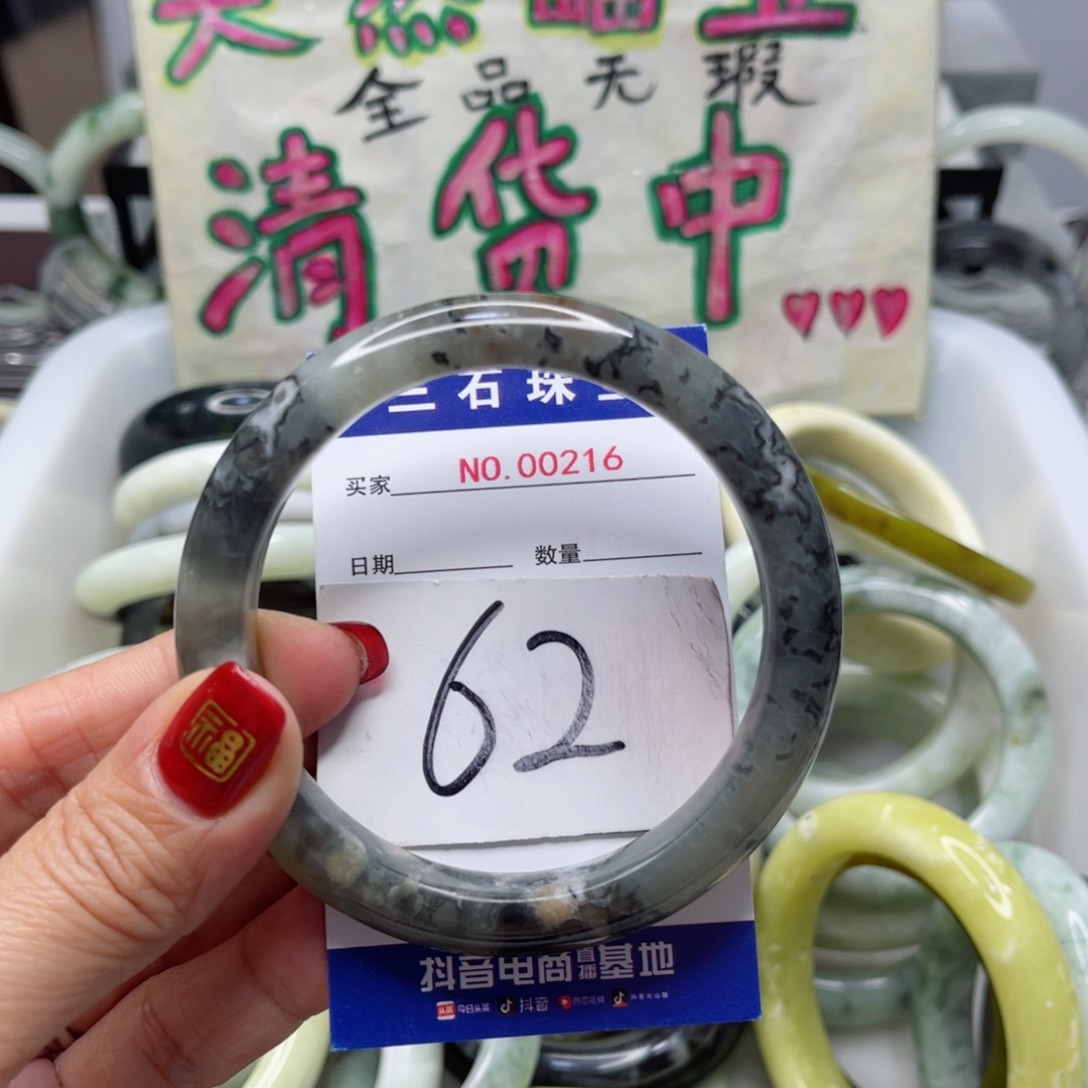 天然
全品无瑕
清货中
石珠
NO.00216
买家
日期 数量
62
福
抖音电商直播基地
今日头条 抖音 西瓜视频 抖音火山版